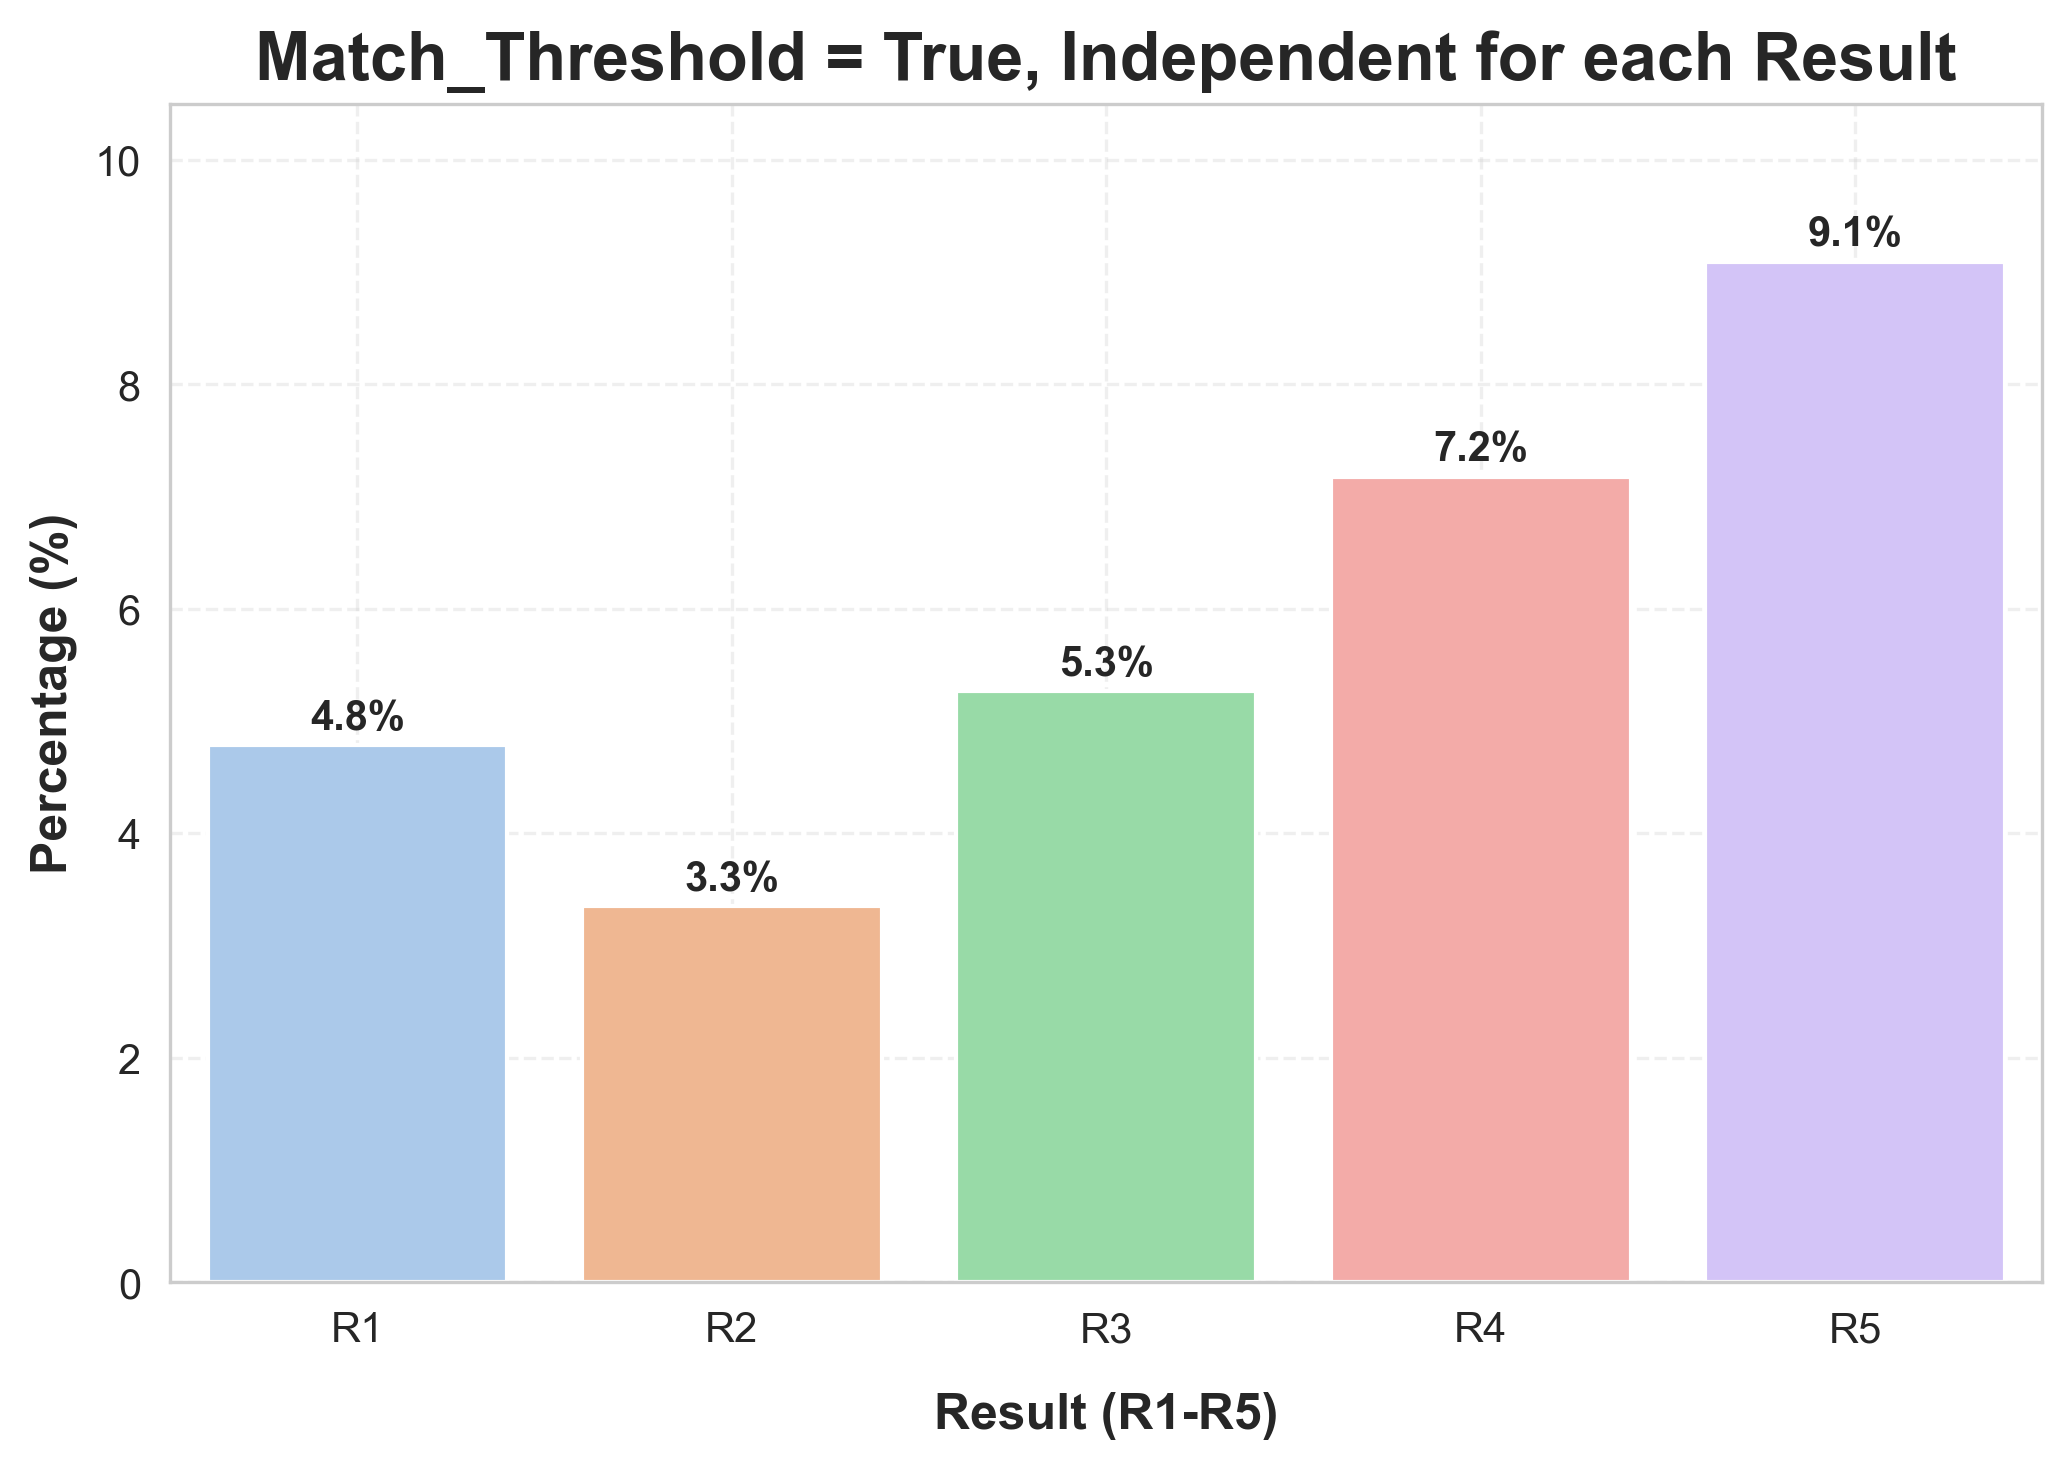 Match_Threshold = True, Independent for each Result
Percentage (%)
10
8
6
4
2
0
4.8%
3.3%
5.3%
7.2%
9.1%
R1
R2
R3
R4
R5
Result (R1-R5)